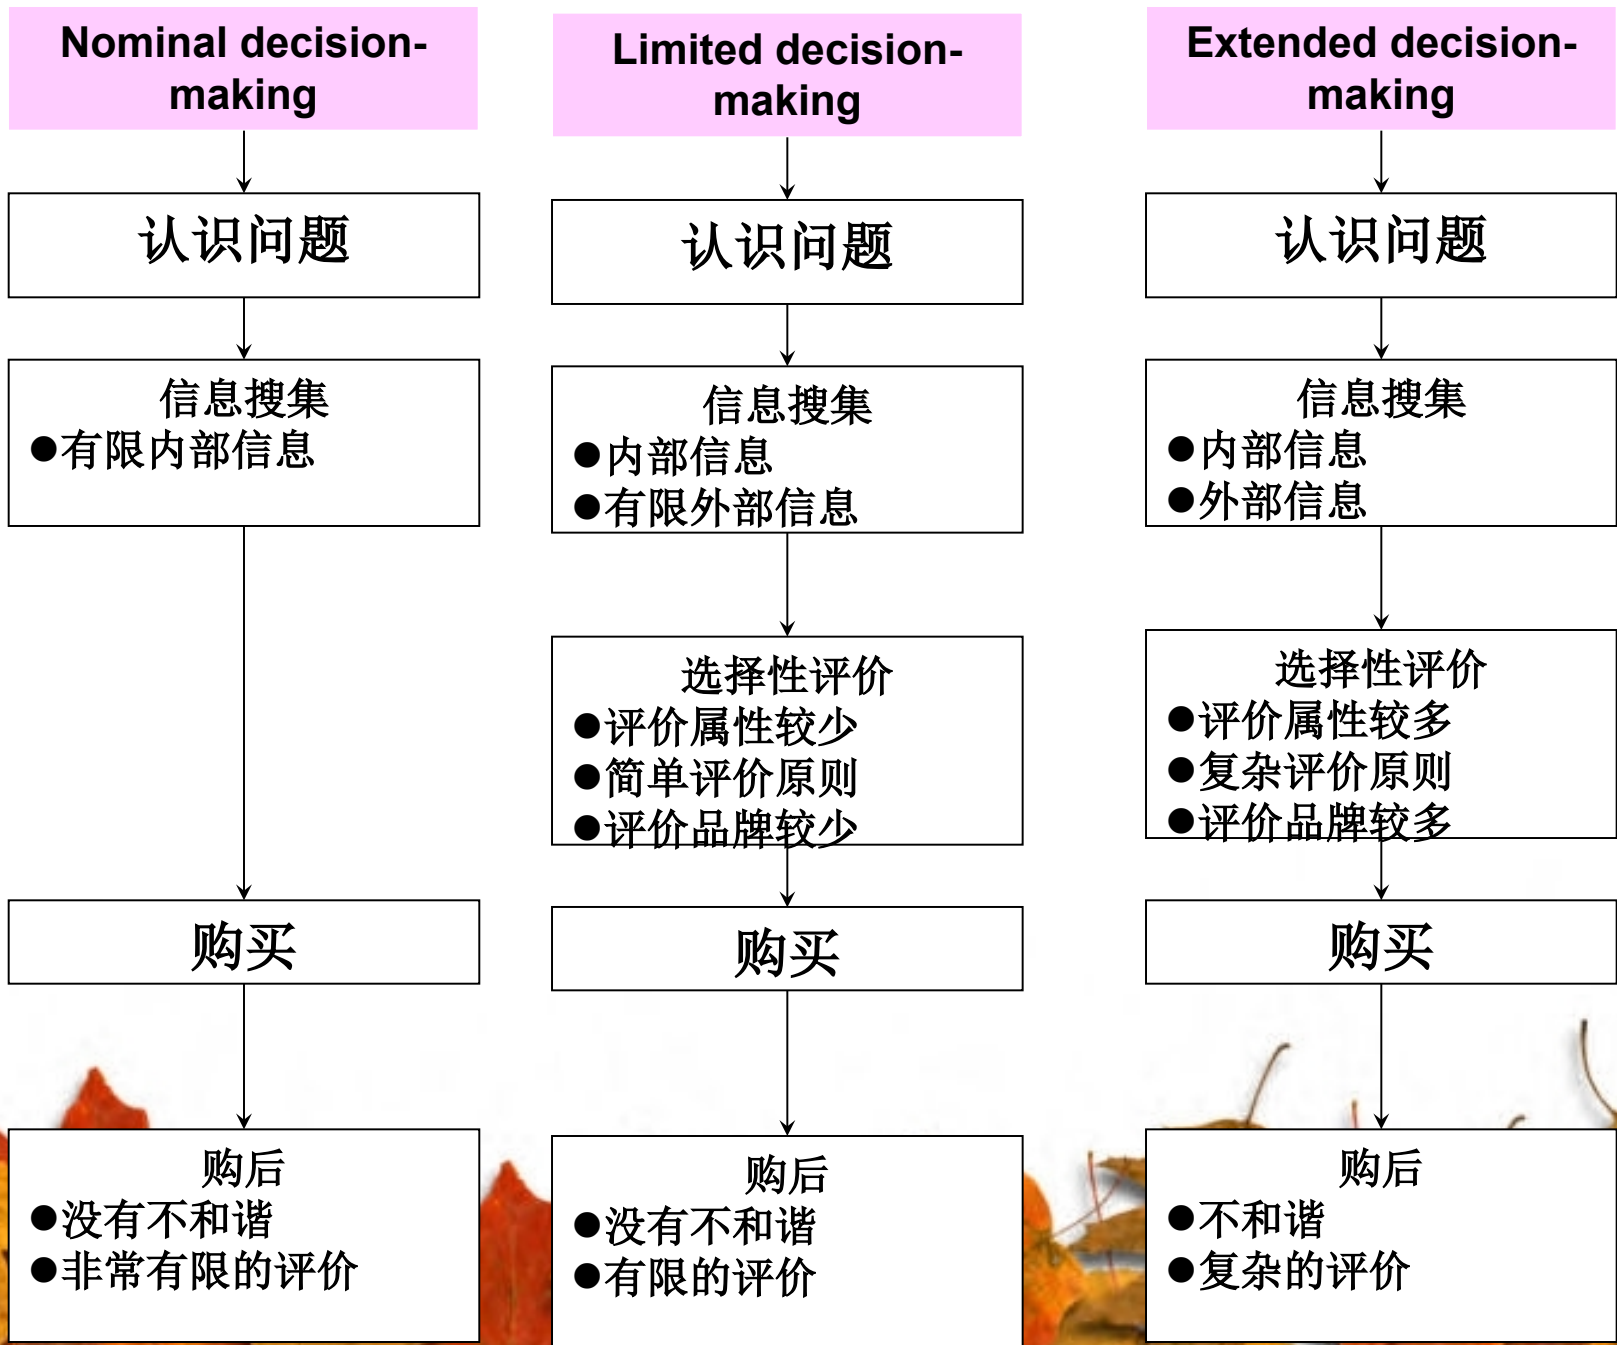 Nominal decision-
making
认识问题
信息搜集
●有限内部信息
购买
购后
●没有不和谐
●非常有限的评价
Limited decision-
making
认识问题
信息搜集
●内部信息
●有限外部信息
选择性评价
●评价属性较少
●简单评价原则
●评价品牌较少
购买
购后
●没有不和谐
●有限的评价
Extended decision-
making
认识问题
信息搜集
●内部信息
●外部信息
选择性评价
●评价属性较多
●复杂评价原则
●评价品牌较多
购买
购后
●不和谐
●复杂的评价